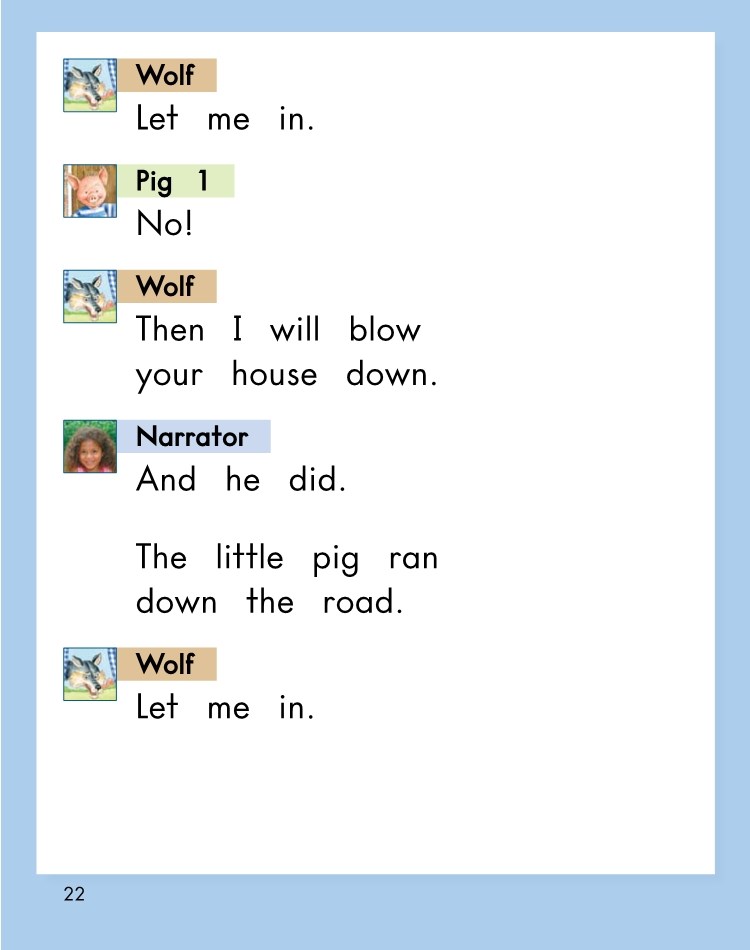 Wolf
Let me in.
Pig 1
No!
Wolf
Then I will blow
your house down.
Narrator
And he did.
The little pig ran
down the road.
Wolf
Let me in.
22